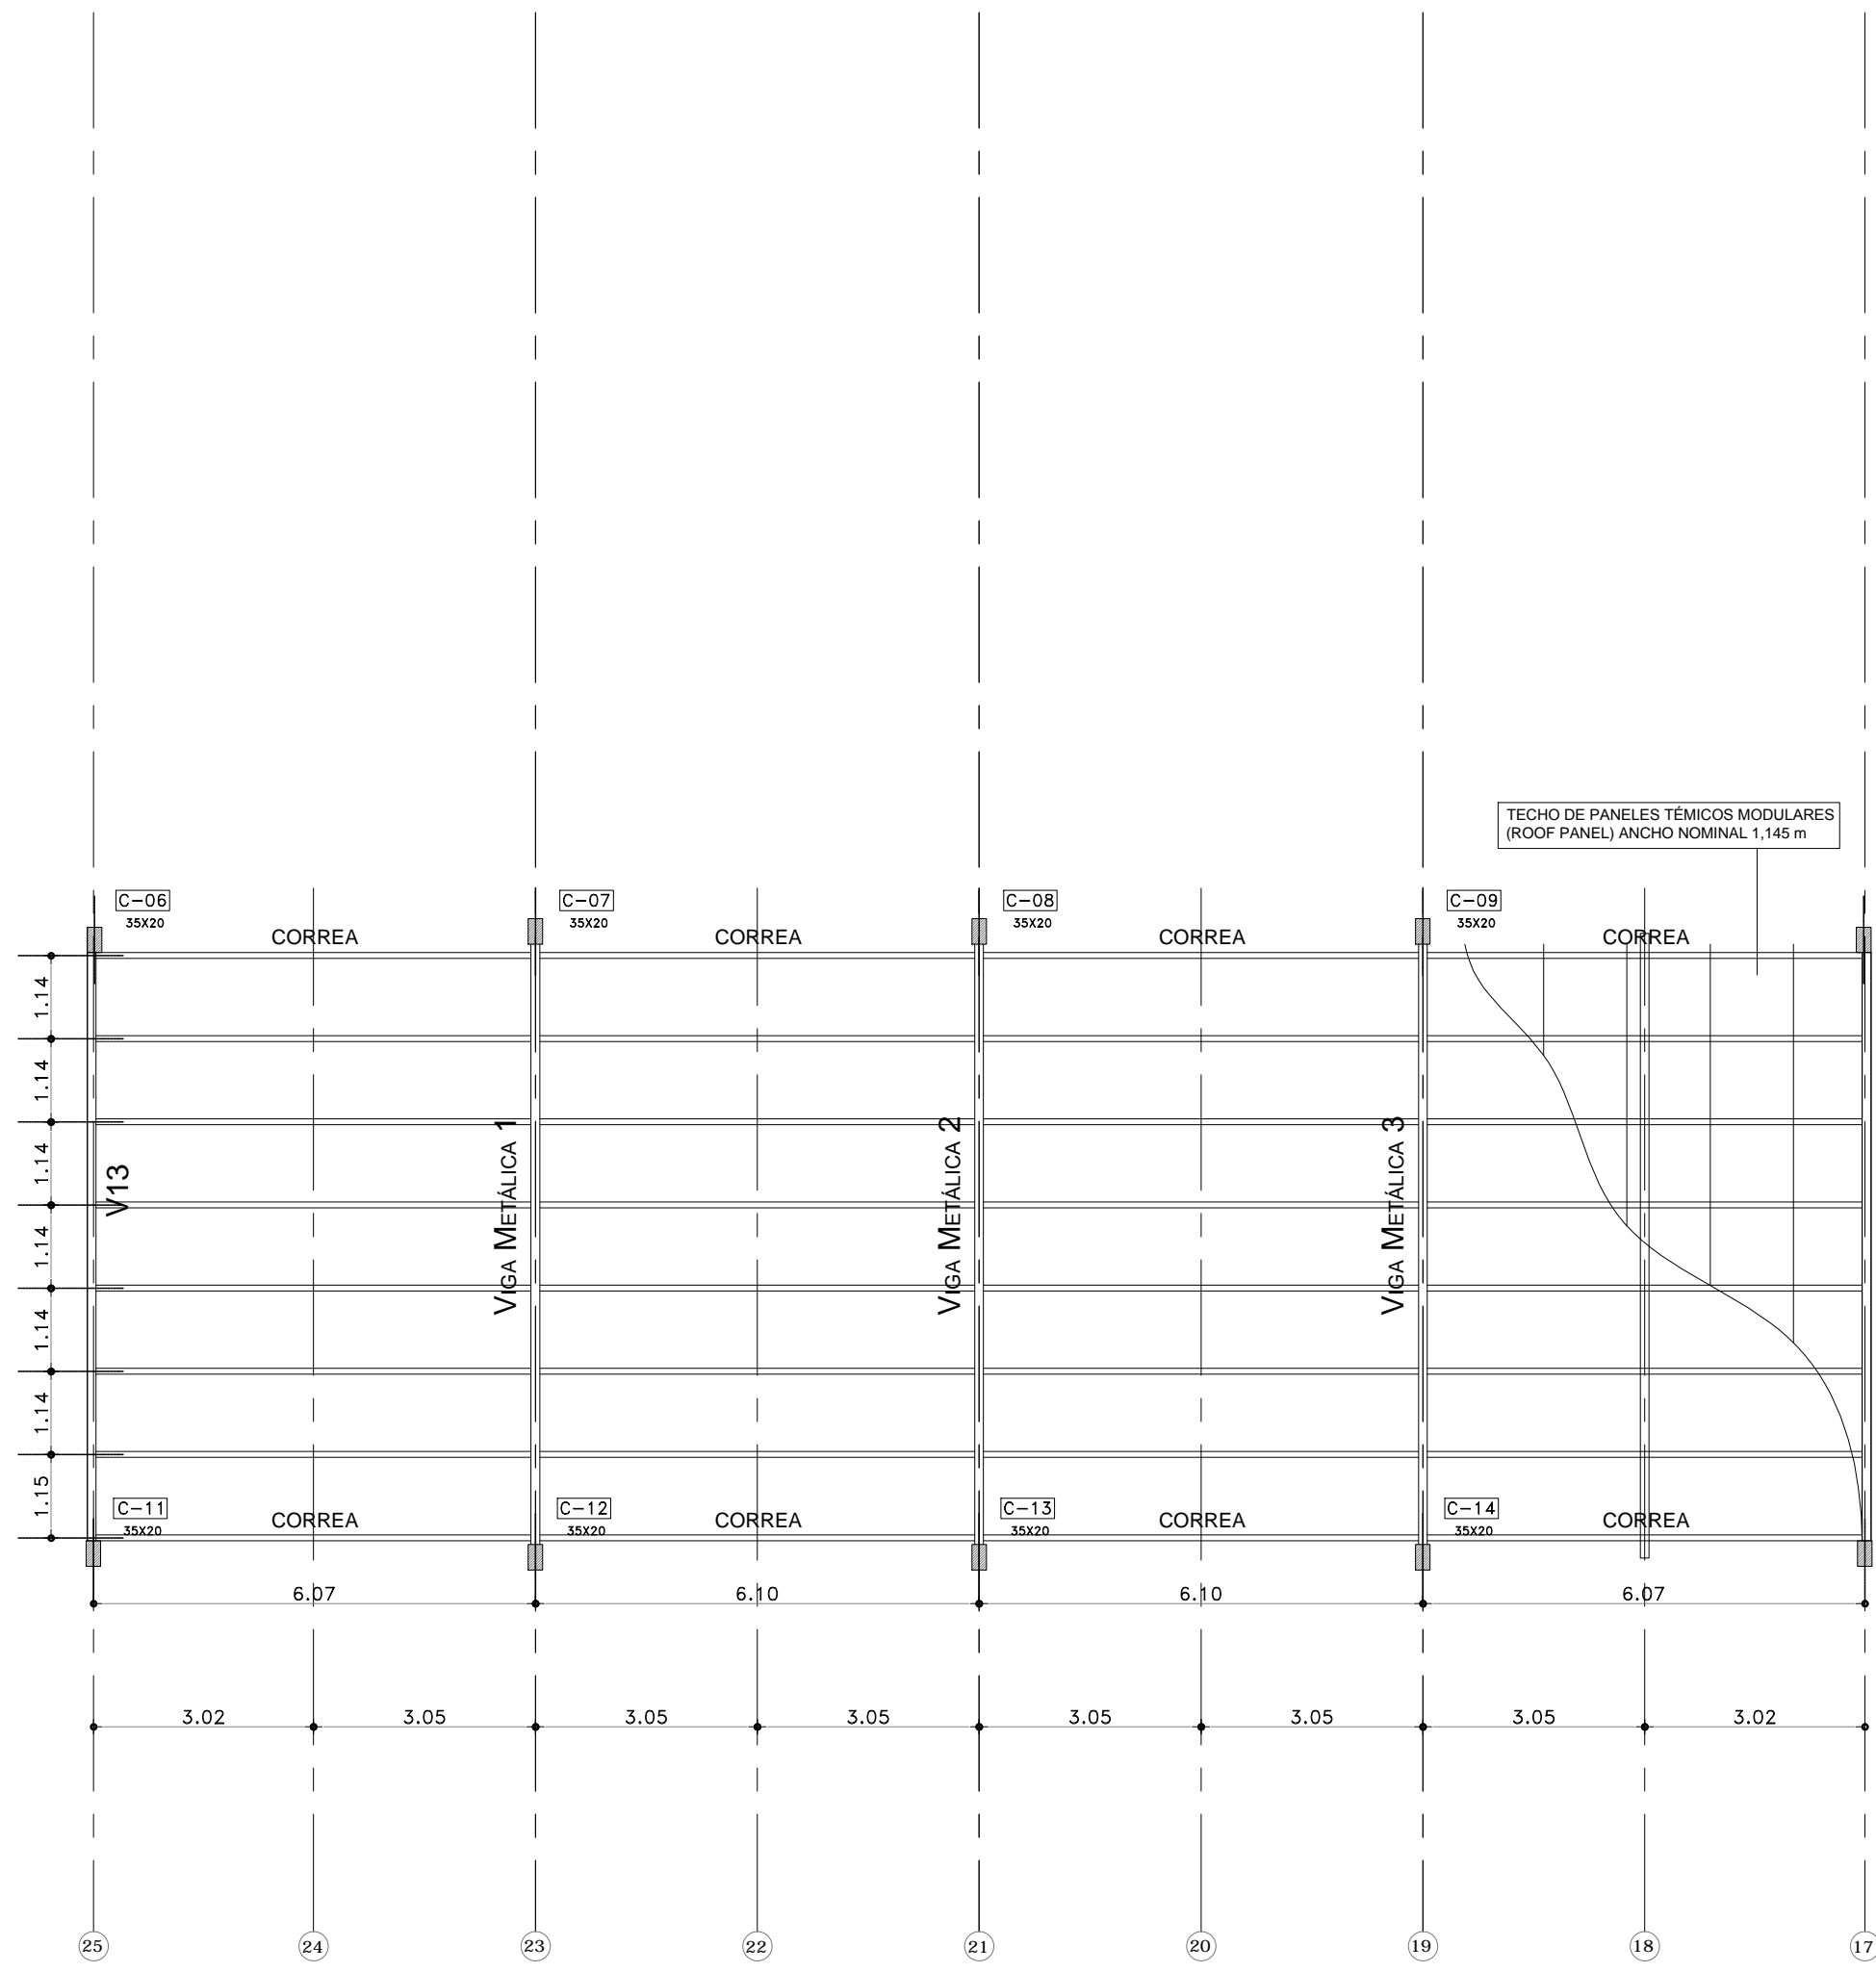 TECHO DE PANELES TÉMICOS MODULARES
(ROOF PANEL) ANCHO NOMINAL 1,145 m
C-06
35X20
C-07
35X20
C-08
35X20
C-09
35X20
CORREA
CORREA
CORREA
CORREA
1.14
1.14
1.14
1.14
1.14
1.14
1.15
V13
VIGA METÁLICA 1
VIGA METÁLICA 2
VIGA METÁLICA 3
C-11
35X20
C-12
35X20
C-13
35X20
C-14
35X20
CORREA
CORREA
CORREA
CORREA
6.07
6.10
6.10
6.07
3.02
3.05
3.05
3.05
3.05
3.05
3.05
3.02
25
24
23
22
21
20
19
18
17